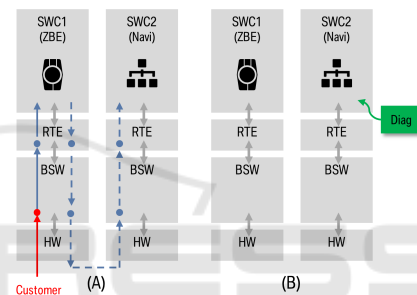 SWC1 SWC2 SWC1 SWC2
(ZBE) (Navi) (ZBE) (Navi)
Diag
RTE RTE RTE RTE
BSW BSW BSW BSW
HW HW HW HW
Customer (A) (B)